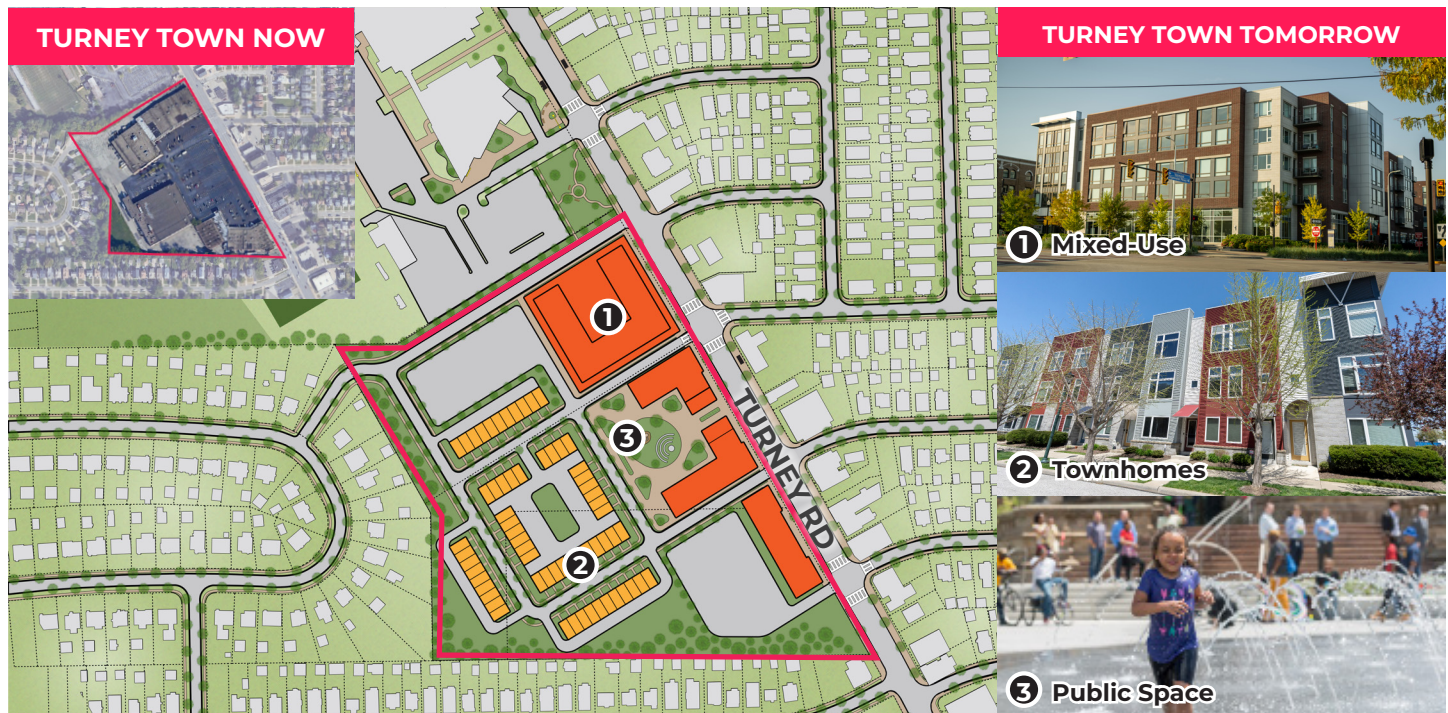 TURNEY TOWN NOW
1
3
2
TURNEY RD
TURNEY TOWN TOMORROW
1 Mixed-Use
2 Townhomes
3 Public Space